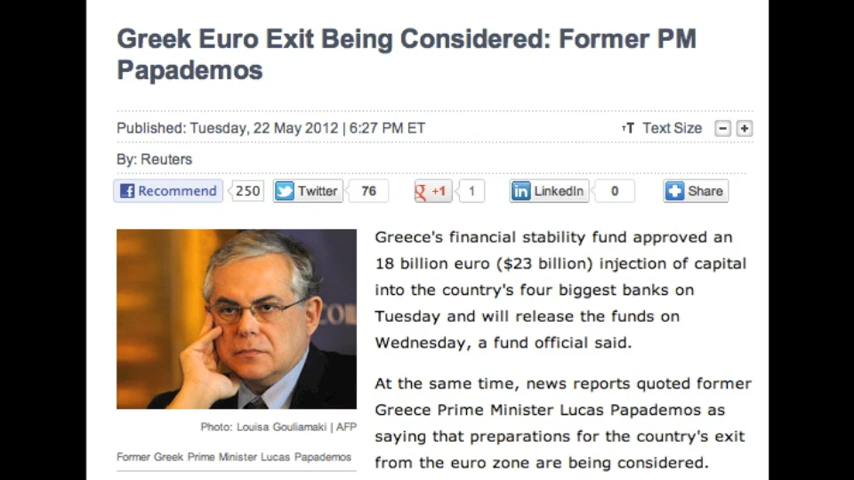 Greek Euro Exit Being Considered: Former PM
Papademos
Published: Tuesday, 22 May 2012 | 6:27 PM ET
TT Text Size - +
By: Reuters
f Recommend 250 Twitter 76 g +1 1 in LinkedIn 0 + Share
Greece's financial stability fund approved an
18 billion euro ($23 billion) injection of capital
into the country's four biggest banks on
Tuesday and will release the funds on
Wednesday, a fund official said.
At the same time, news reports quoted former
Greece Prime Minister Lucas Papademos as
saying that preparations for the country's exit
from the euro zone are being considered.
Photo: Louisa Gouliamaki | AFP
Former Greek Prime Minister Lucas Papademos